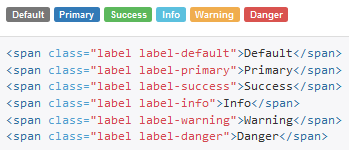 Default Primary Success Info Warning Danger
<span class="label label-default">Default</span>
<span class="label label-primary">Primary</span>
<span class="label label-success">Success</span>
<span class="label label-info">Info</span>
<span class="label label-warning">Warning</span>
<span class="label label-danger">Danger</span>